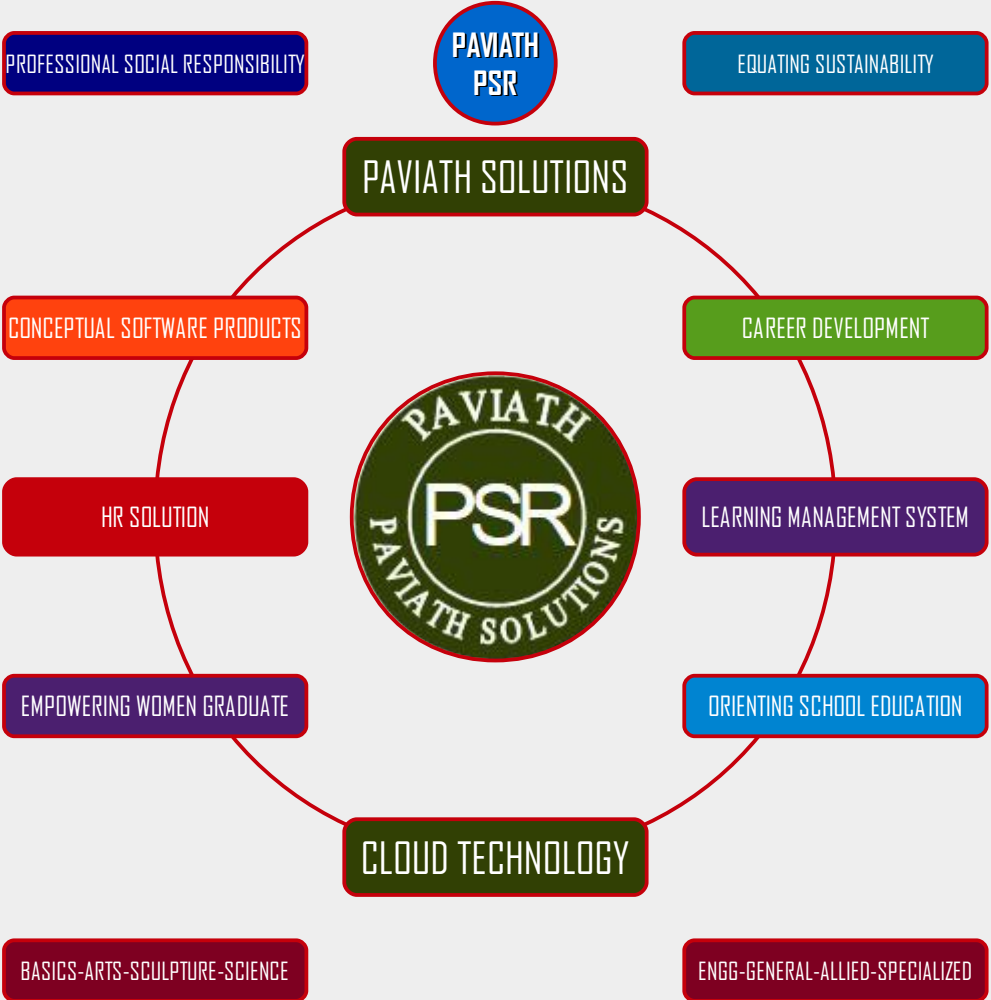 PAVIATH
PSR
PROFESSIONAL SOCIAL RESPONSIBILITY
EQUATING SUSTAINABILITY
PAVIATH SOLUTIONS
CONCEPTUAL SOFTWARE PRODUCTS
CAREER DEVELOPMENT
PAVIATH
PSR
PAVIATH SOLUTIONS
HR SOLUTION
LEARNING MANAGEMENT SYSTEM
EMPOWERING WOMEN GRADUATE
ORIENTING SCHOOL EDUCATION
CLOUD TECHNOLOGY
BASICS-ARTS-SCULPTURE-SCIENCE
ENGG-GENERAL-ALLIED-SPECIALIZED